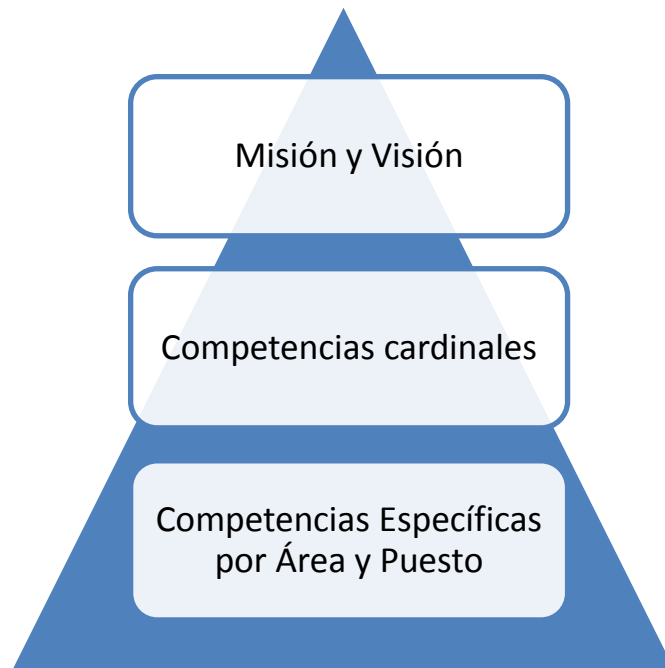 Misión y Visión
Competencias cardinales
Competencias Específicas
por Área y Puesto